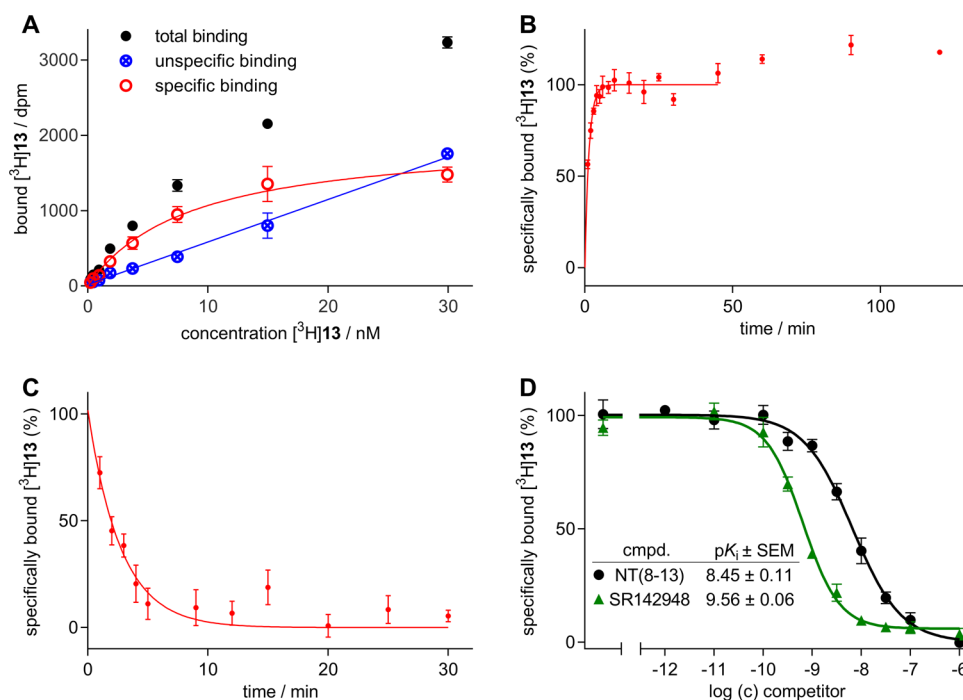 A
total binding
unspecific binding
specific binding
bound [³H]13 / dpm
3000
2000
1000
0
0 10 20 30
concentration [³H]13 / nM
B
specifically bound [³H]13 (%)
100
50
0
0 50 100
time / min
C
specifically bound [³H]13 (%)
100
50
0
0 10 20 30
time / min
D
specifically bound [³H]13 (%)
100
50
0
cmpd. pKi ± SEM
NT(8-13) 8.45 ± 0.11
SR142948 9.56 ± 0.06
-12 -11 -10 -9 -8 -7 -6
log (c) competitor